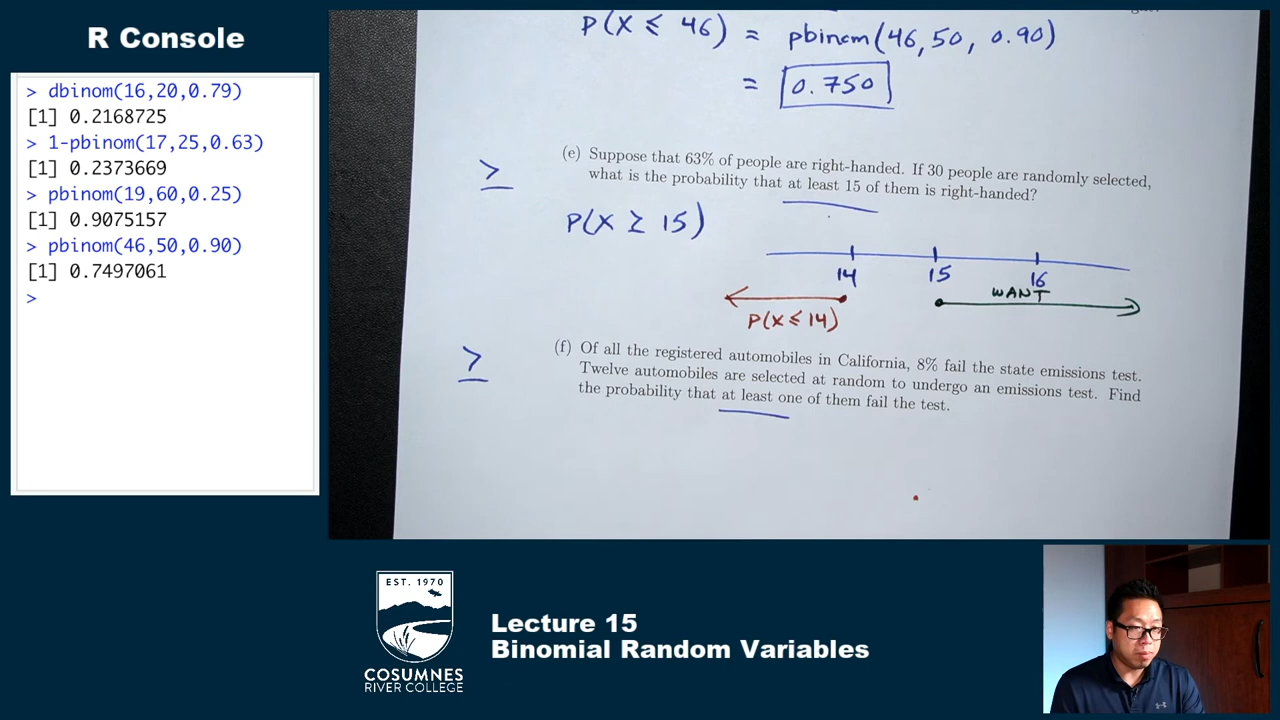 R Console
> dbinom(16,20,0.79)
[1] 0.2168725
> 1-pbinom(17,25,0.63)
[1] 0.2373669
> pbinom(19,60,0.25)
[1] 0.9075157
> pbinom(46,50,0.90)
[1] 0.7497061
>
P(X ≤ 46) = pbinom(46, 50, 0.90)
= 0.750
≥ (e) Suppose that 63% of people are right-handed. If 30 people are randomly selected,
what is the probability that at least 15 of them is right-handed?
P(X ≥ 15)
14 15 16
WANT
P(X ≤ 14)
≥ (f) Of all the registered automobiles in California, 8% fail the state emissions test.
Twelve automobiles are selected at random to undergo an emissions test. Find
the probability that at least one of them fail the test.
EST. 1970
COSUMNES
RIVER COLLEGE
Lecture 15
Binomial Random Variables